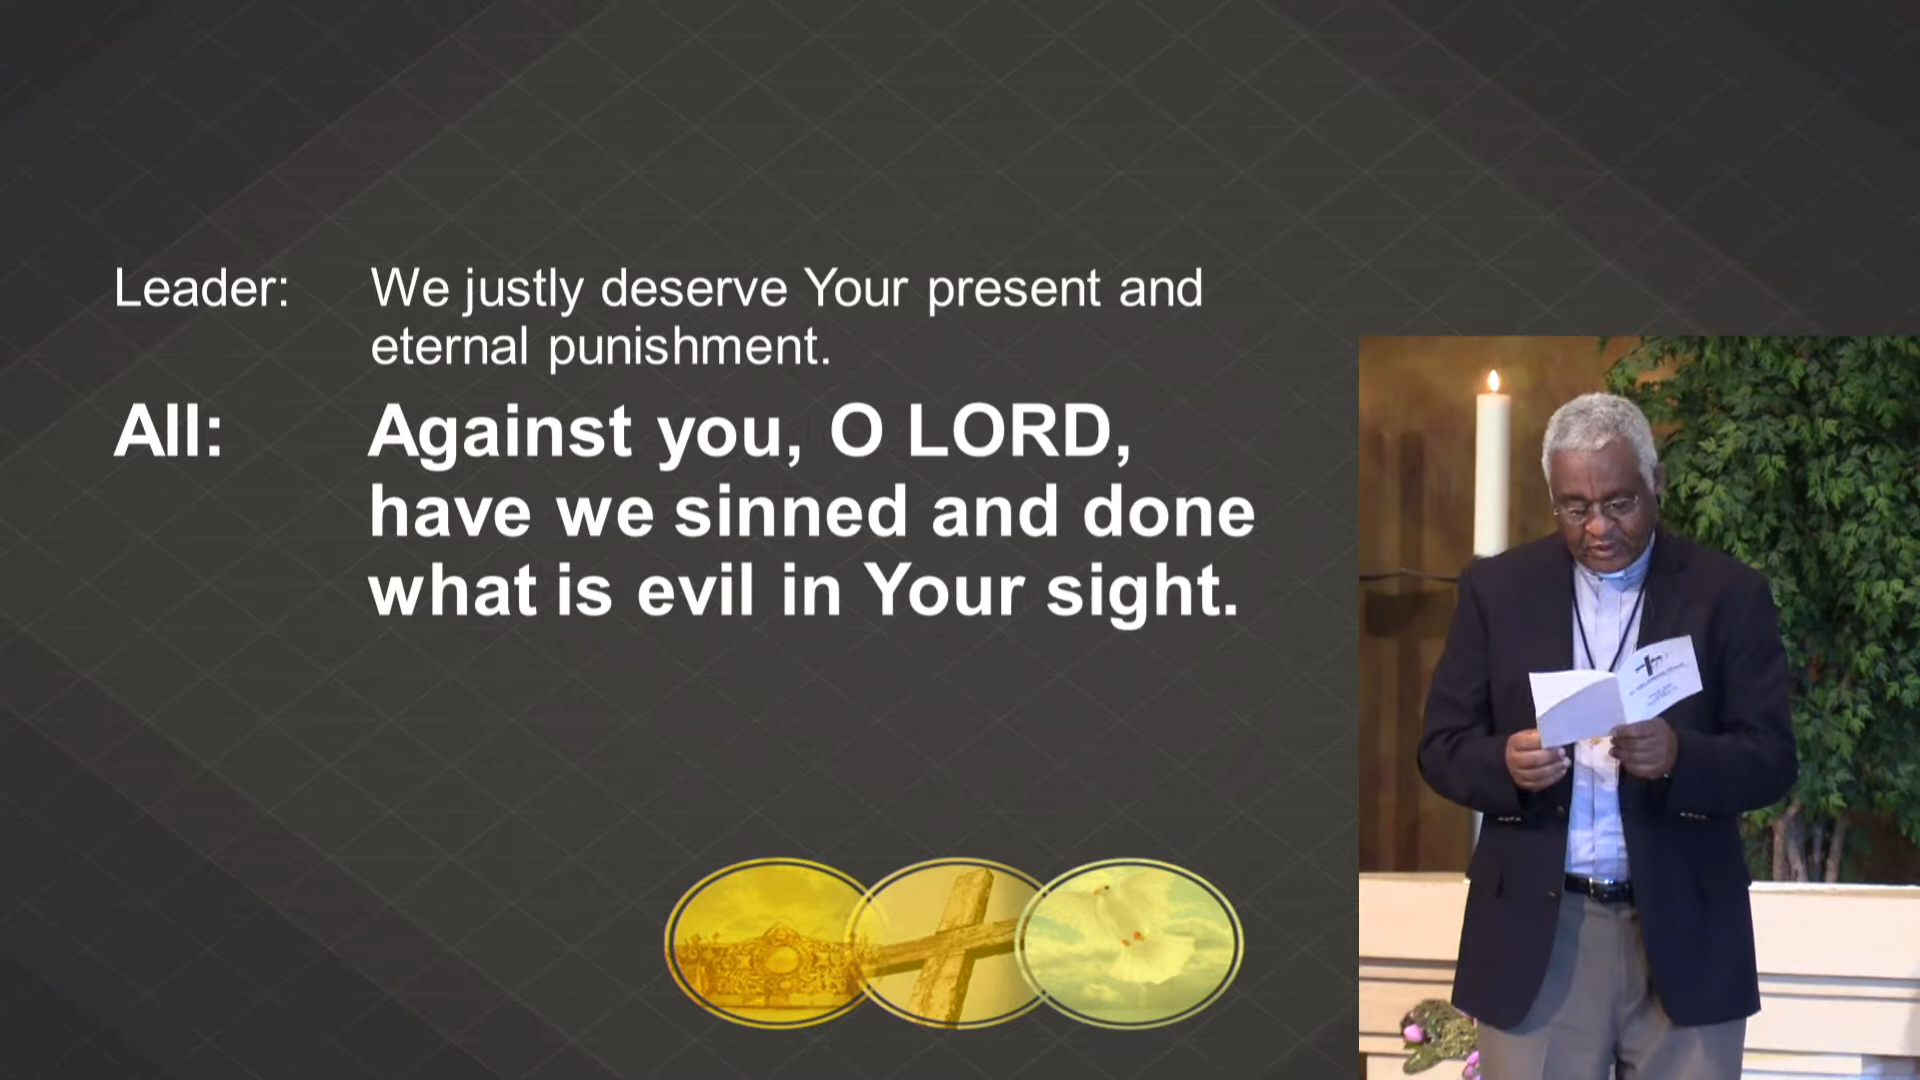 Leader: We justly deserve Your present and
eternal punishment.
All: Against you, O LORD,
have we sinned and done
what is evil in Your sight.